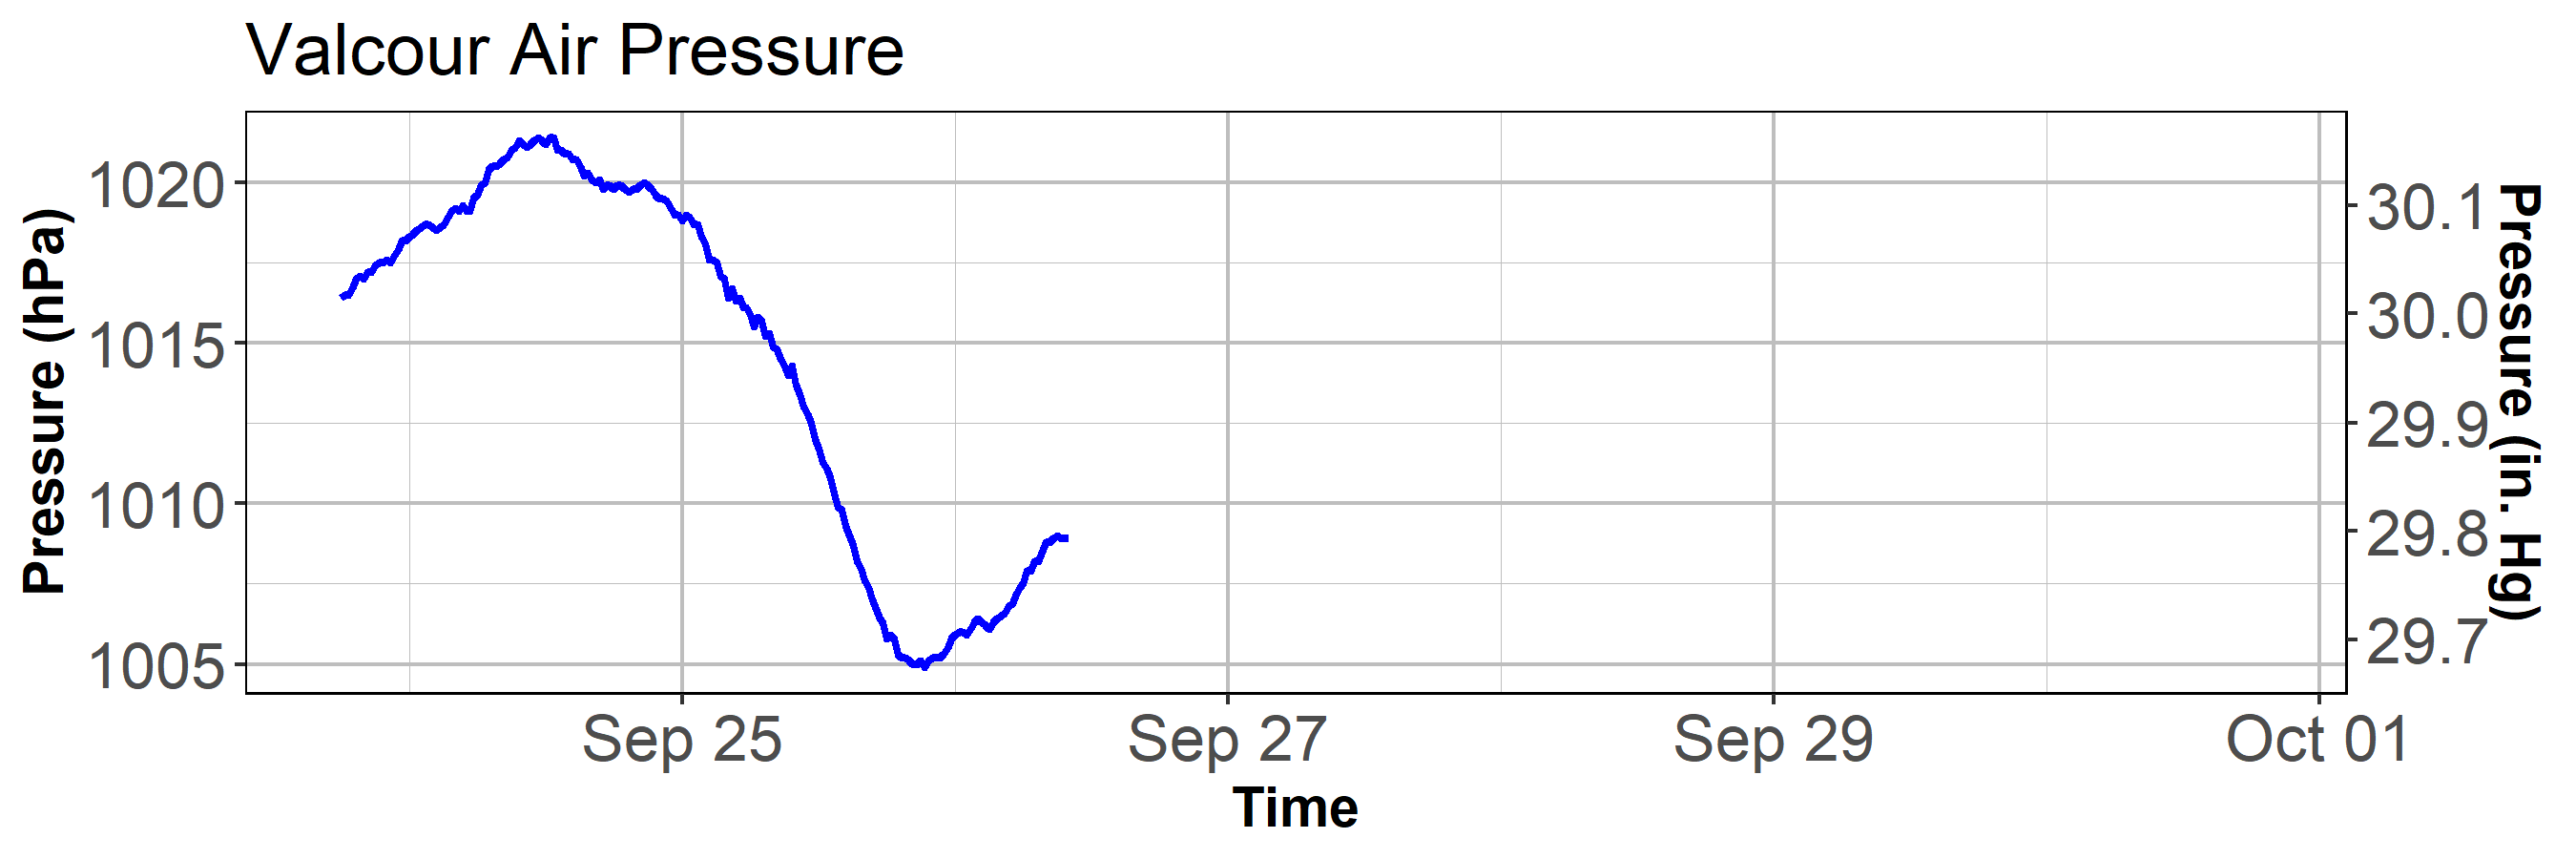 Valcour Air Pressure
Pressure (hPa)
1020
1015
1010
1005
30.1
30.0
29.9
29.8
29.7
Pressure (in. Hg)
Sep 25 Sep 27 Sep 29 Oct 01
Time